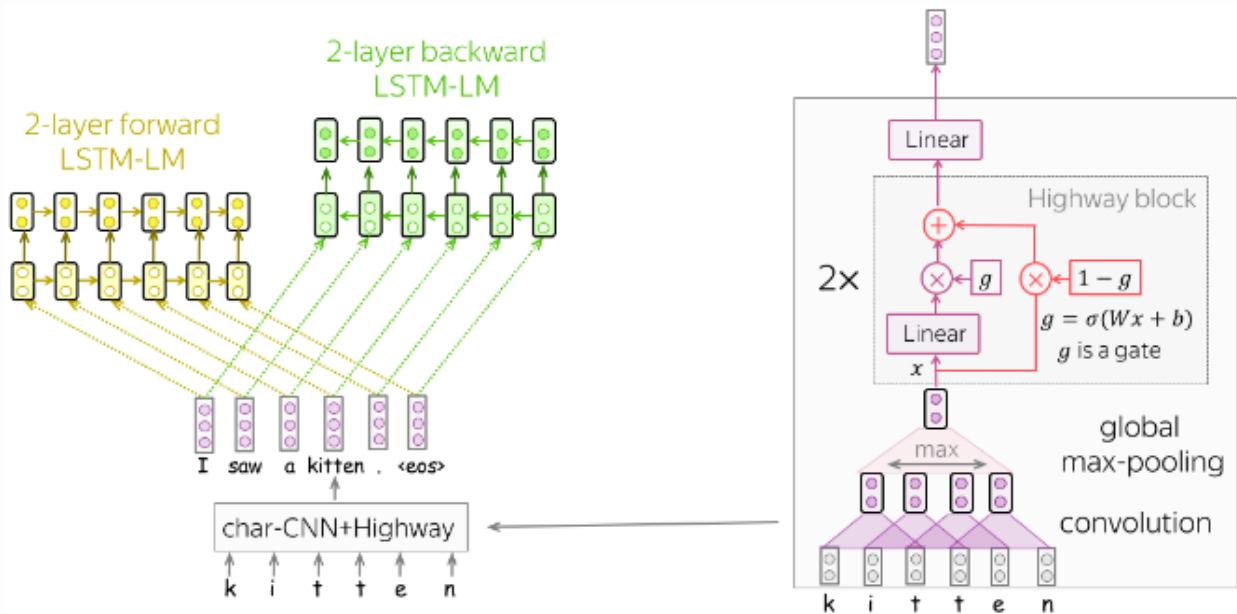 2-layer forward
LSTM-LM
2-layer backward
LSTM-LM
I saw a kitten . <eos>
char-CNN+Highway
k i t t e n
Linear
Highway block
2×
+
× g × 1 − g
Linear
g = σ(Wx + b)
g is a gate
x
global
max-pooling
max
convolution
k i t t e n